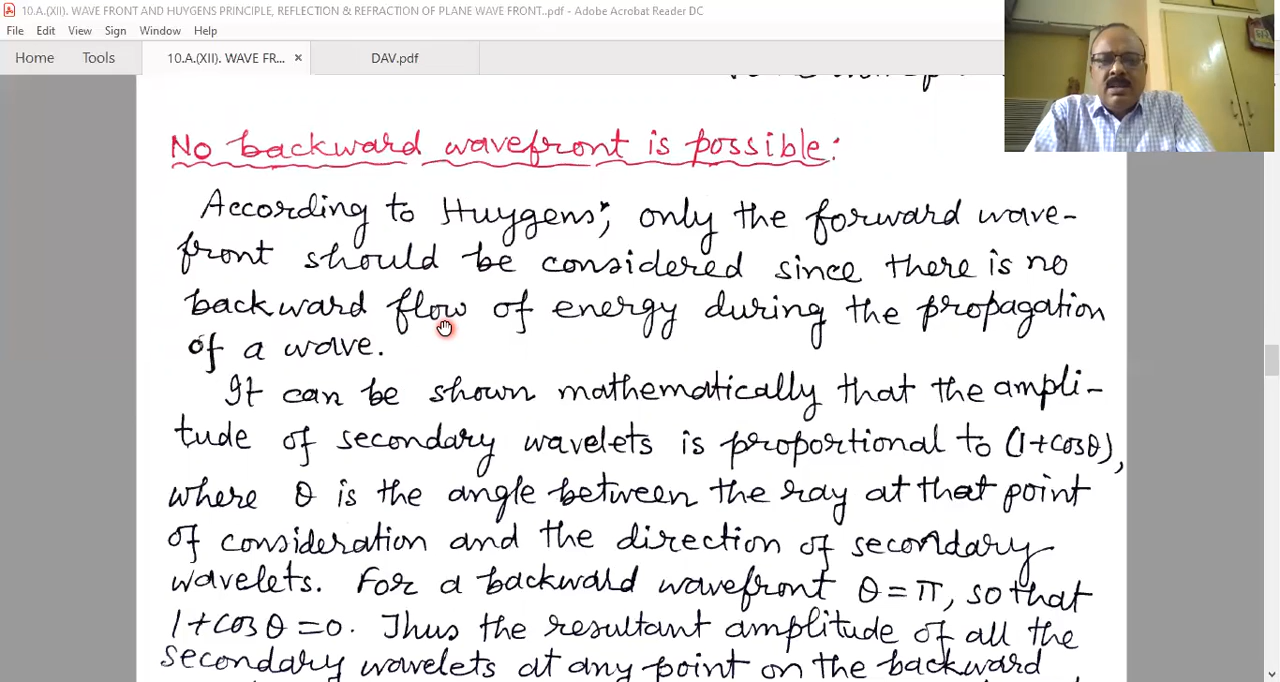 10.A.(XII). WAVE FRONT AND HUYGENS PRINCIPLE, REFLECTION & REFRACTION OF PLANE WAVE FRONT..pdf - Adobe Acrobat Reader DC
File Edit View Sign Window Help
Home Tools 10.A.(XII). WAVE FR... × DAV.pdf
No backward wavefront is possible:
According to Huygens', only the forward wave-
front should be considered since there is no
backward flow of energy during the propagation
of a wave.
It can be shown mathematically that the ampli-
tude of secondary wavelets is proportional to (1+cosθ),
where θ is the angle between the ray at that point
of consideration and the direction of secondary
wavelets. For a backward wavefront θ = π, so that
1+cosθ = 0. Thus the resultant amplitude of all the
secondary wavelets at any point on the backward